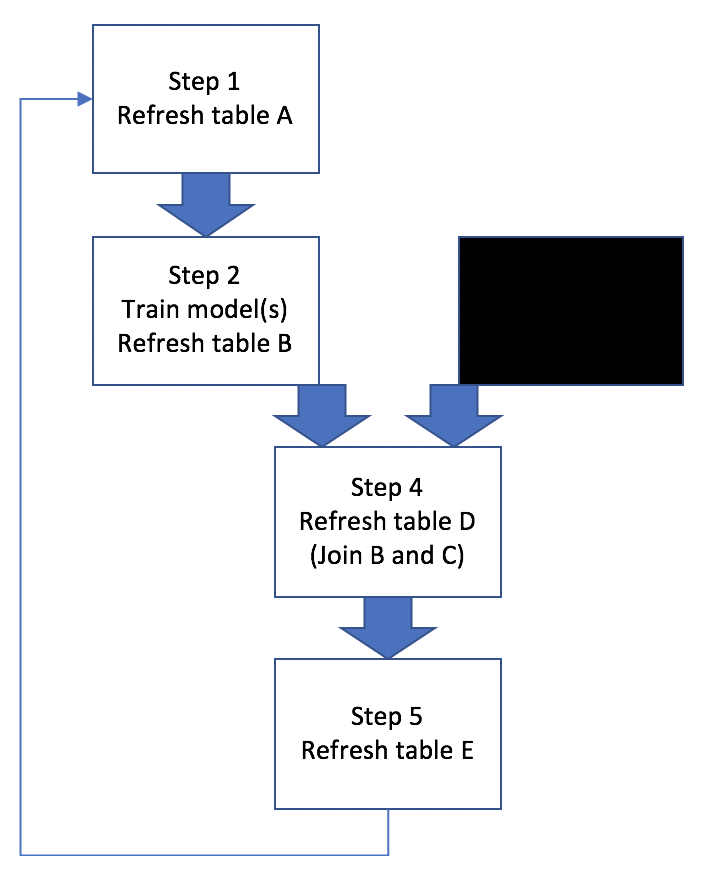 Step 1
Refresh table A
Step 2
Train model(s)
Refresh table B
Step 4
Refresh table D
(Join B and C)
Step 5
Refresh table E